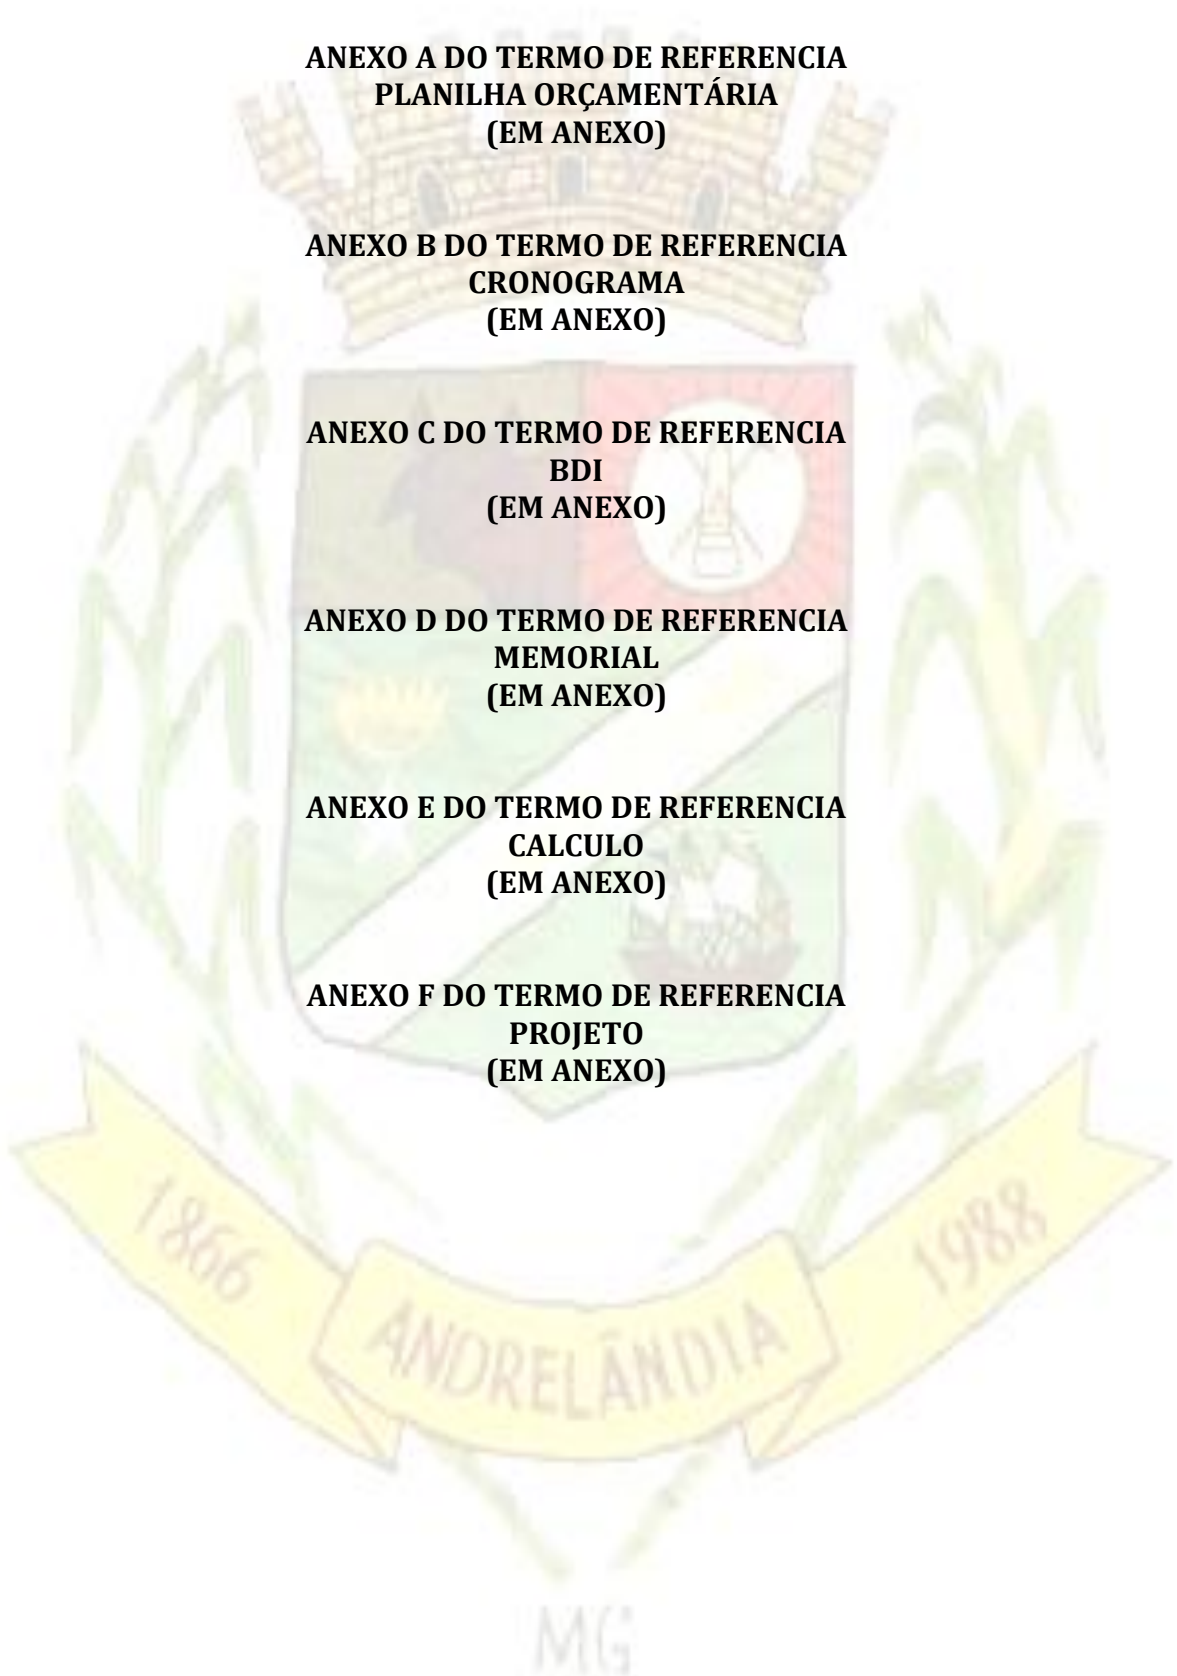 ANEXO A DO TERMO DE REFERENCIA
PLANILHA ORÇAMENTÁRIA
(EM ANEXO)
ANEXO B DO TERMO DE REFERENCIA
CRONOGRAMA
(EM ANEXO)
ANEXO C DO TERMO DE REFERENCIA
BDI
(EM ANEXO)
ANEXO D DO TERMO DE REFERENCIA
MEMORIAL
(EM ANEXO)
ANEXO E DO TERMO DE REFERENCIA
CALCULO
(EM ANEXO)
ANEXO F DO TERMO DE REFERENCIA
PROJETO
(EM ANEXO)
1866
ANDRELÂNDIA
1988
MG